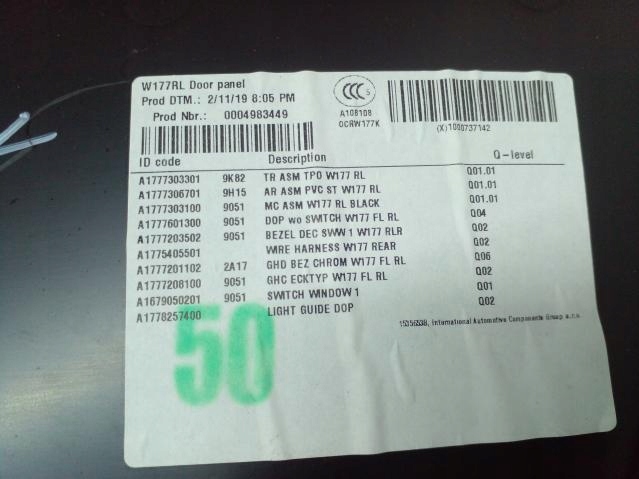 W177RL Door panel
Prod DTM.: 2/11/19 8:05 PM
Prod Nbr.: 0004983449
CCC S
A108108
OCRW177K
(X)1000737142
ID code Description Q-level
A1777303301 9K82 TR ASM TPO W177 RL Q01.01
A1777306701 9H15 AR ASM PVC ST W177 RL Q01.01
A1777303100 9051 MC ASM W177 RL BLACK Q01.01
A1777601300 9051 DOP wo SWITCH W177 FL RL Q04
A1777203502 9051 BEZEL DEC SWW 1 W177 RLR Q02
A1775405501 WIRE HARNESS W177 REAR Q02
A1777201102 2A17 GHD BEZ CHROM W177 FL RL Q06
A1777208100 9051 GHC ECKTYP W177 FL RL Q02
A1679050201 9051 SWITCH WINDOW 1 Q01
A1778257400 LIGHT GUIDE DOP Q02
15356538, International Automotive Components Group s.r.o.
50